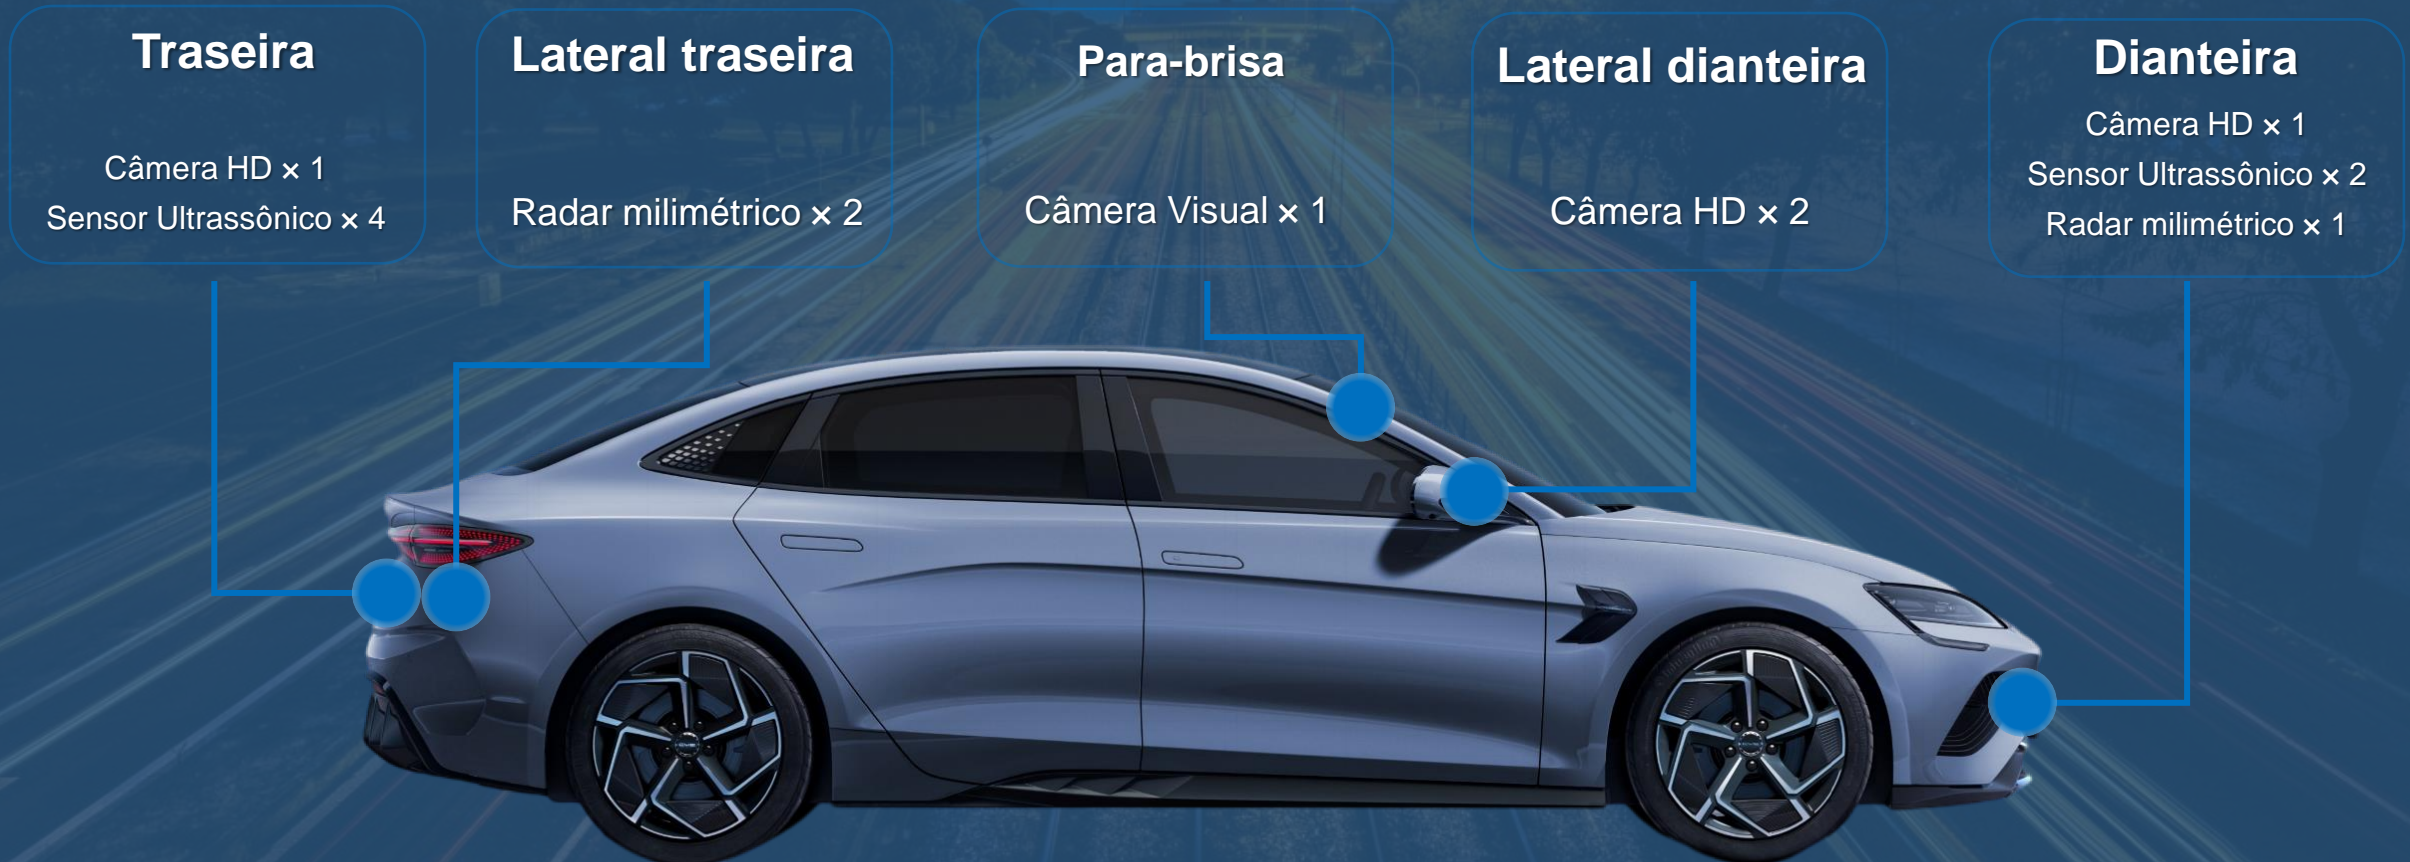 Traseira
Câmera HD × 1
Sensor Ultrassônico × 4
Lateral traseira
Radar milimétrico × 2
Para-brisa
Câmera Visual × 1
Lateral dianteira
Câmera HD × 2
Dianteira
Câmera HD × 1
Sensor Ultrassônico × 2
Radar milimétrico × 1